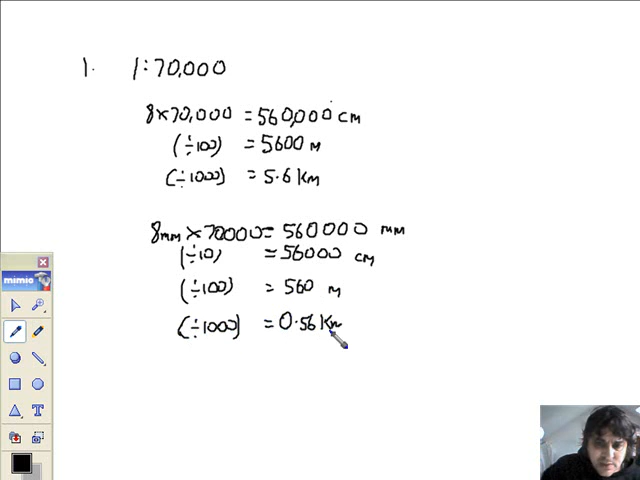 1. 1:70,000
8 × 70,000 = 560,000 cm
(÷100) = 5600 m
(÷1000) = 5.6 Km
8mm × 70000 = 560000 mm
(÷10) = 56000 cm
(÷100) = 560 m
(÷1000) = 0.56 Km
mimio
T